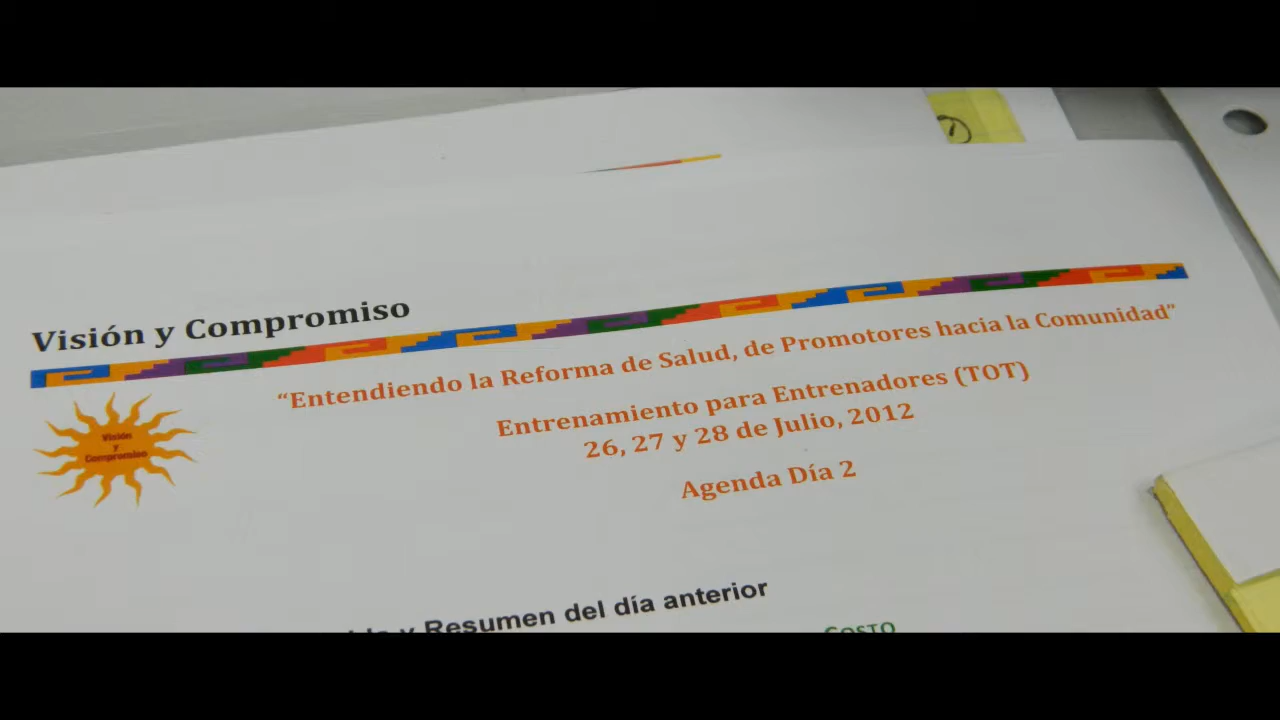 Visión y Compromiso
“Entendiendo la Reforma de Salud, de Promotores hacia la Comunidad”
Entrenamiento para Entrenadores (TOT)
26, 27 y 28 de Julio, 2012
Agenda Día 2
Visión
y
Compromiso
y Resumen del día anterior
COSTO